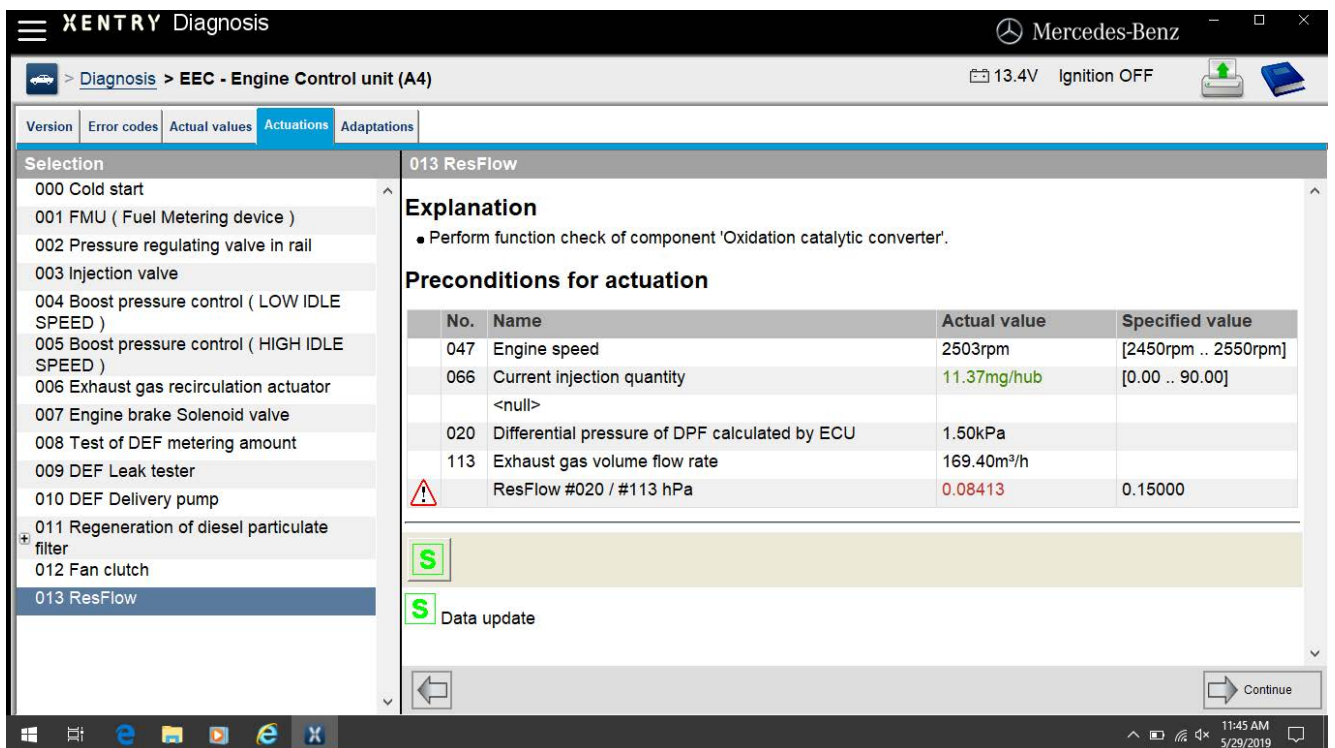 XENTRY Diagnosis
Mercedes-Benz
> Diagnosis > EEC - Engine Control unit (A4)
13.4V Ignition OFF
Version Error codes Actual values Actuations Adaptations
Selection
000 Cold start
001 FMU ( Fuel Metering device )
002 Pressure regulating valve in rail
003 Injection valve
004 Boost pressure control ( LOW IDLE
SPEED )
005 Boost pressure control ( HIGH IDLE
SPEED )
006 Exhaust gas recirculation actuator
007 Engine brake Solenoid valve
008 Test of DEF metering amount
009 DEF Leak tester
010 DEF Delivery pump
011 Regeneration of diesel particulate
filter
012 Fan clutch
013 ResFlow
013 ResFlow
Explanation
• Perform function check of component 'Oxidation catalytic converter'.
Preconditions for actuation
No. Name Actual value Specified value
047 Engine speed 2503rpm [2450rpm .. 2550rpm]
066 Current injection quantity 11.37mg/hub [0.00 .. 90.00]
<null>
020 Differential pressure of DPF calculated by ECU 1.50kPa
113 Exhaust gas volume flow rate 169.40m³/h
ResFlow #020 / #113 hPa 0.08413 0.15000
S
S Data update
Continue
11:45 AM
5/29/2019